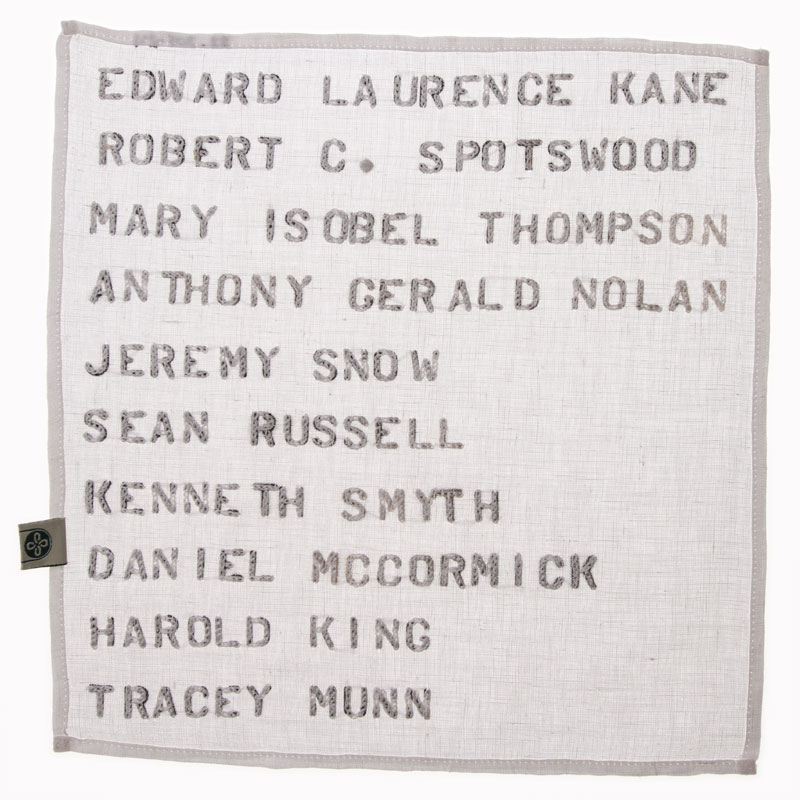 EDWARD LAURENCE KANE
ROBERT C. SPOTSWOOD
MARY ISOBEL THOMPSON
ANTHONY GERALD NOLAN
JEREMY SNOW
SEAN RUSSELL
KENNETH SMYTH
DANIEL MCCORMICK
HAROLD KING
TRACEY MUNN